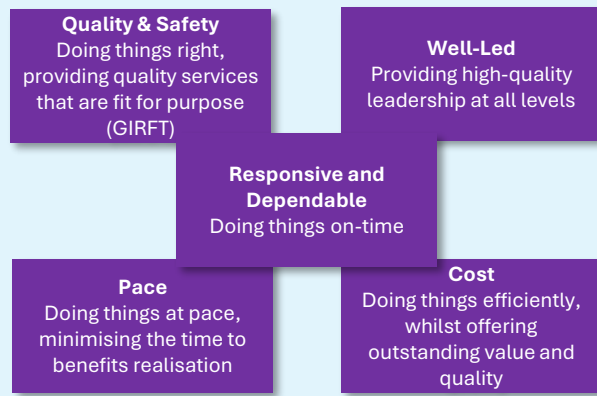 Quality & Safety
Doing things right,
providing quality services
that are fit for purpose
(GIRFT)
Well-Led
Providing high-quality
leadership at all levels
Responsive and
Dependable
Doing things on-time
Pace
Doing things at pace,
minimising the time to
benefits realisation
Cost
Doing things efficiently,
whilst offering
outstanding value and
quality